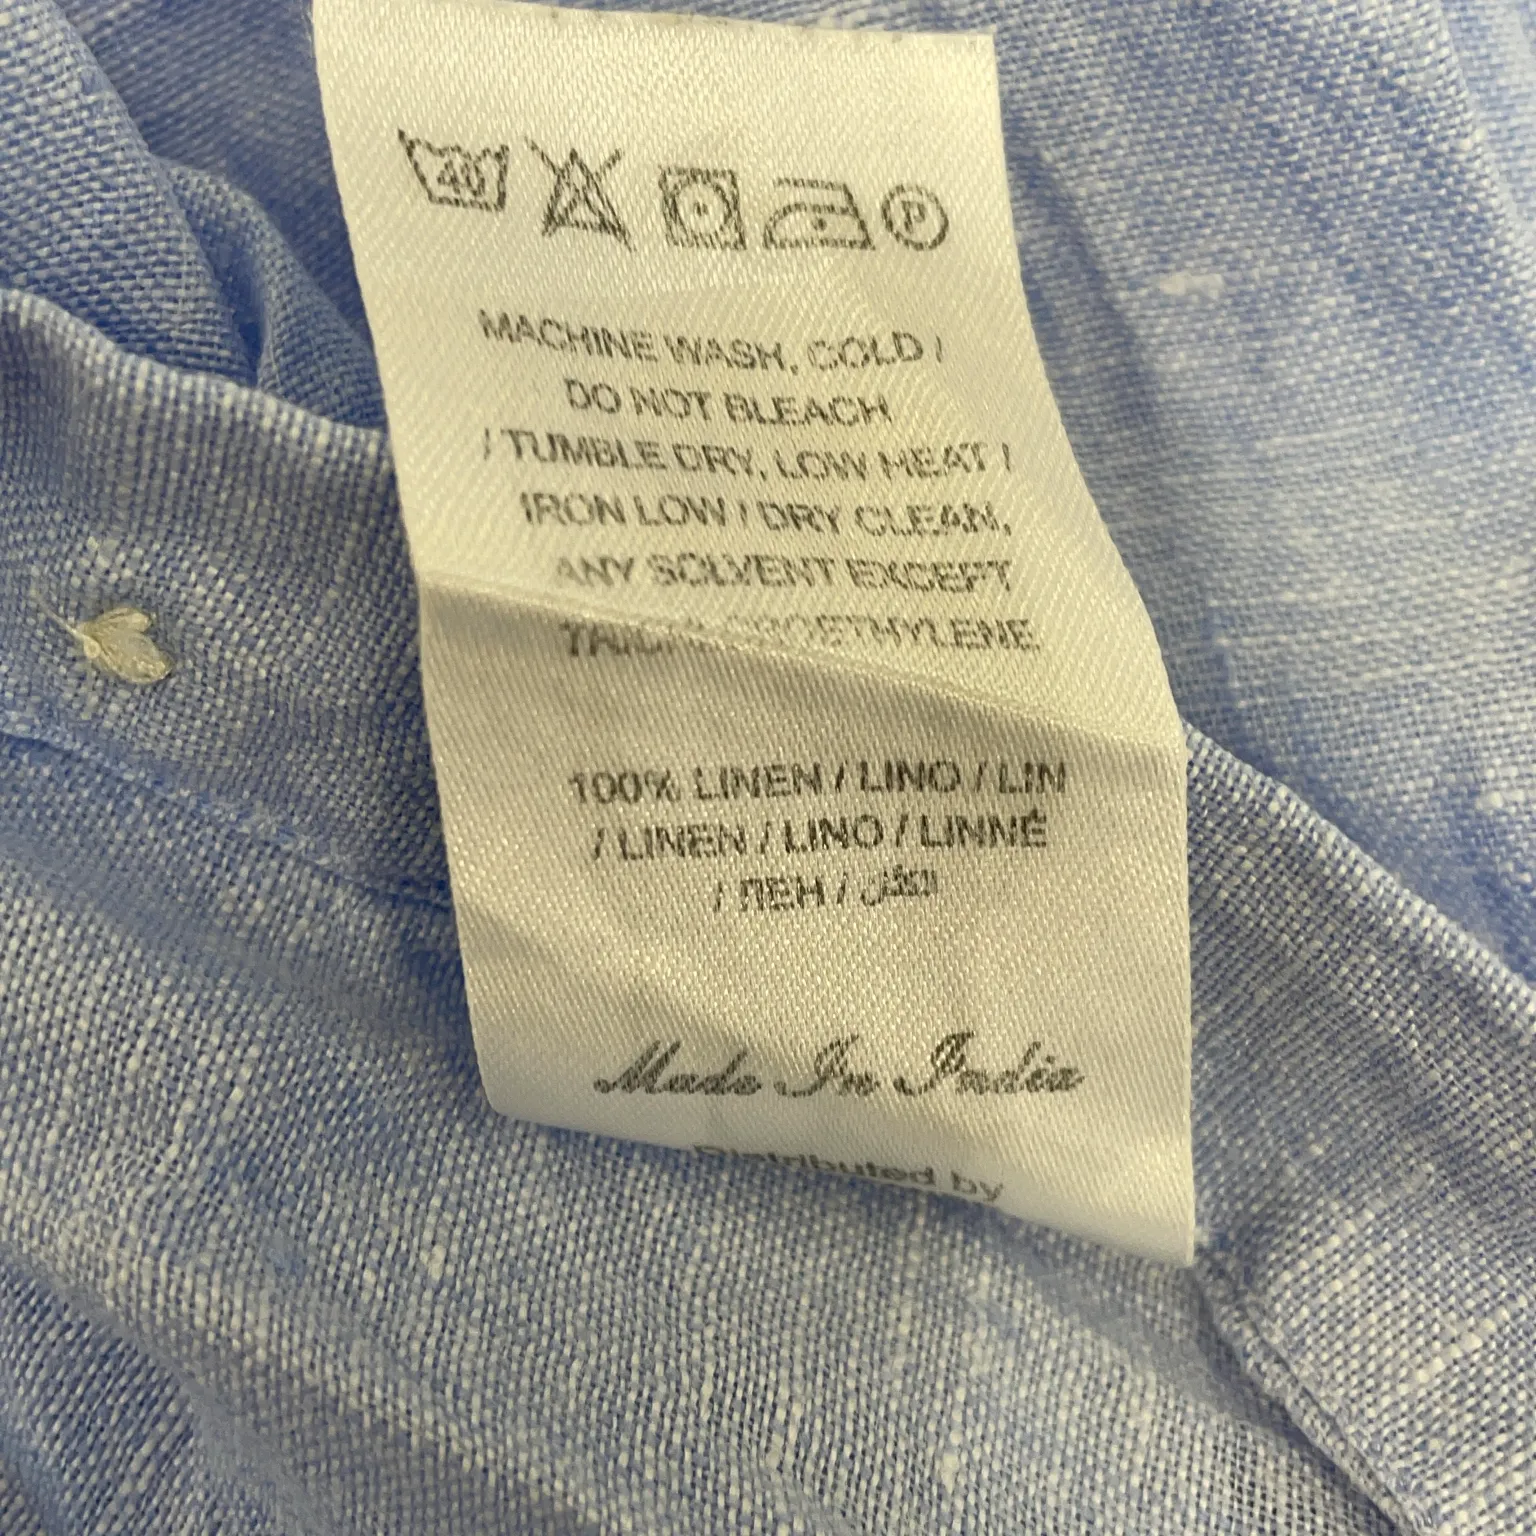 40 P
MACHINE WASH, COLD /
DO NOT BLEACH
/ TUMBLE DRY, LOW HEAT /
IRON LOW / DRY CLEAN,
ANY SOLVENT EXCEPT
100% LINEN / LINO / LIN
/ LINEN / LINO / LINNÉ
/ ЛЕН /
Made In India
Distributed by